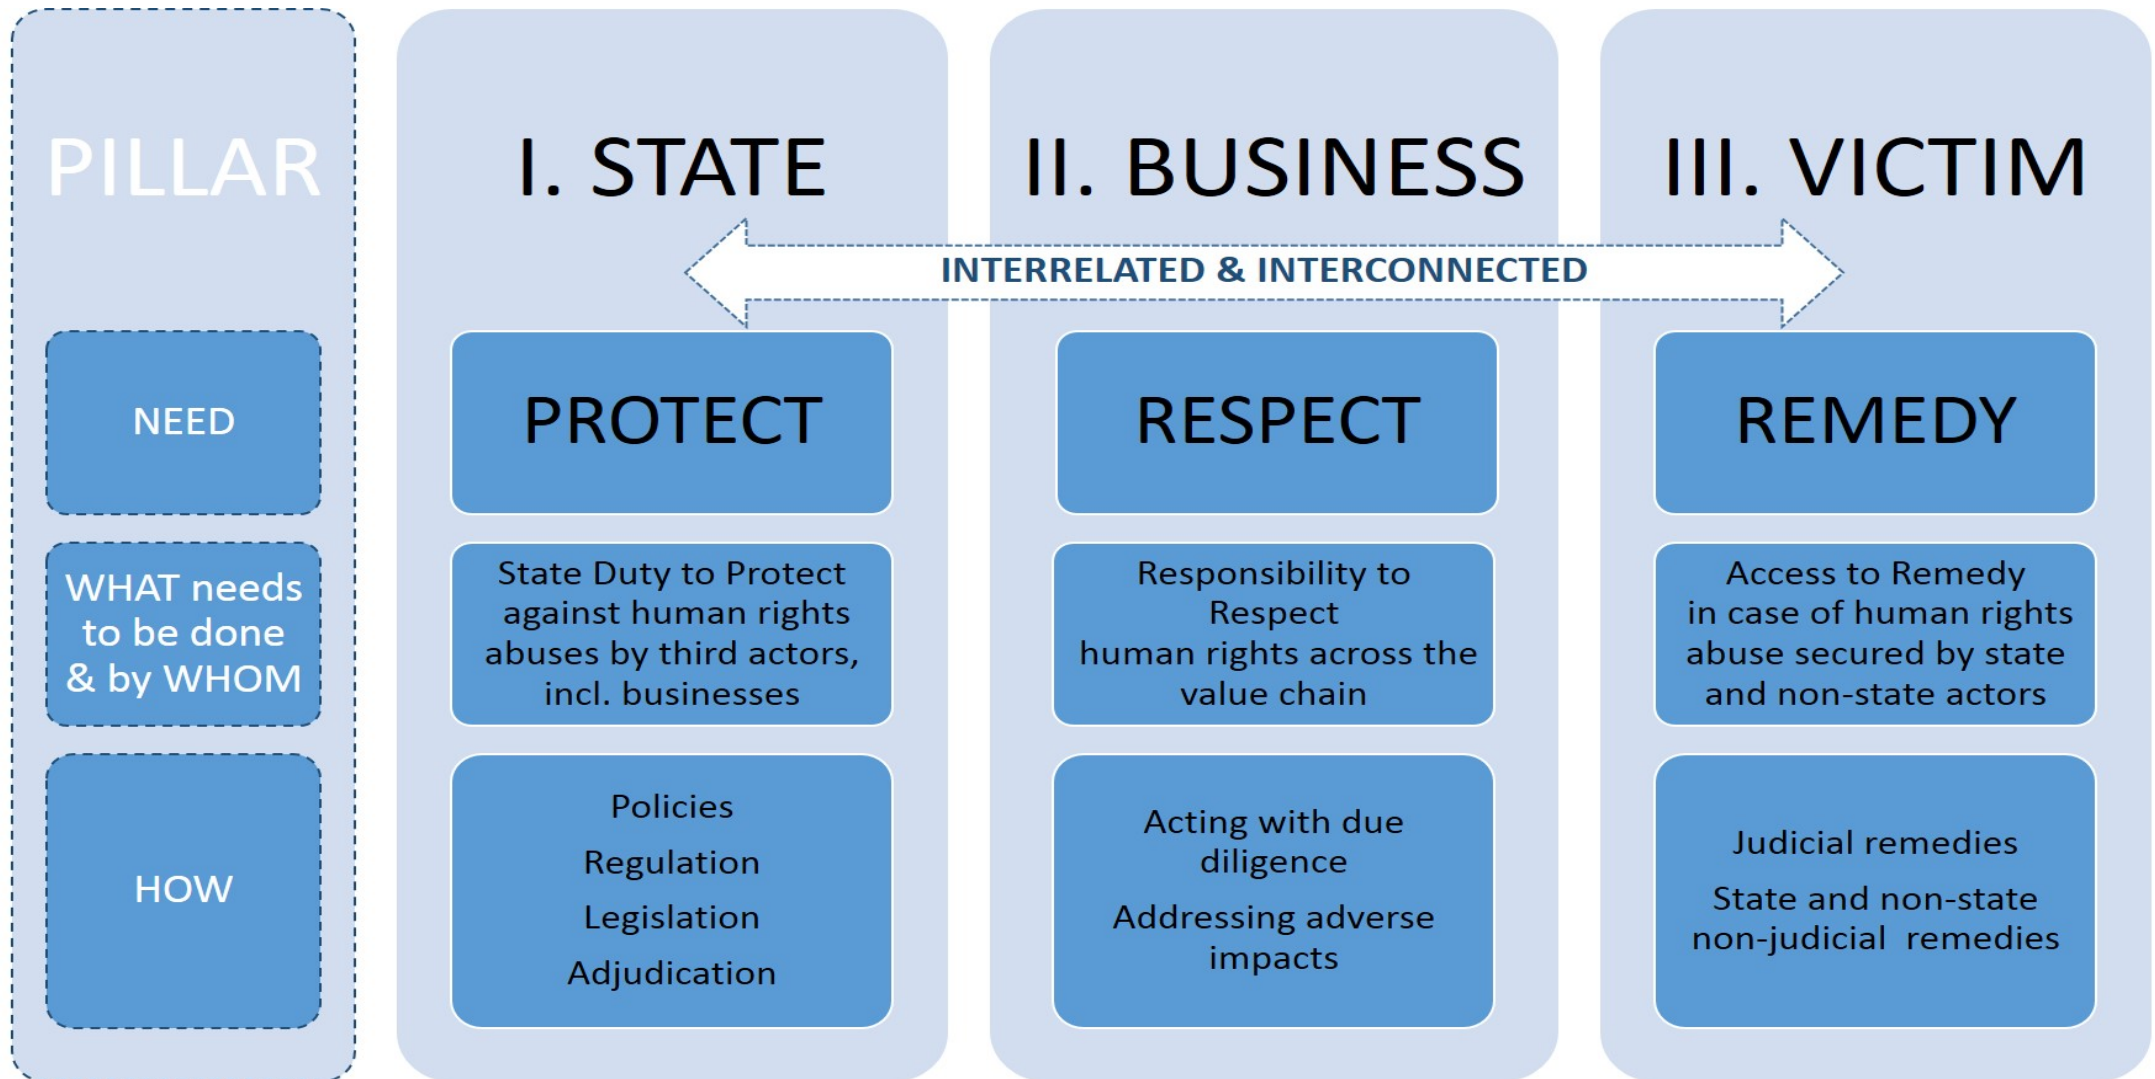 PILLAR
I. STATE
II. BUSINESS
III. VICTIM
INTERRELATED & INTERCONNECTED
NEED
PROTECT
RESPECT
REMEDY
WHAT needs
to be done
& by WHOM
State Duty to Protect
against human rights
abuses by third actors,
incl. businesses
Responsibility to
Respect
human rights across the
value chain
Access to Remedy
in case of human rights
abuse secured by state
and non-state actors
HOW
Policies
Regulation
Legislation
Adjudication
Acting with due
diligence
Addressing adverse
impacts
Judicial remedies
State and non-state
non-judicial remedies